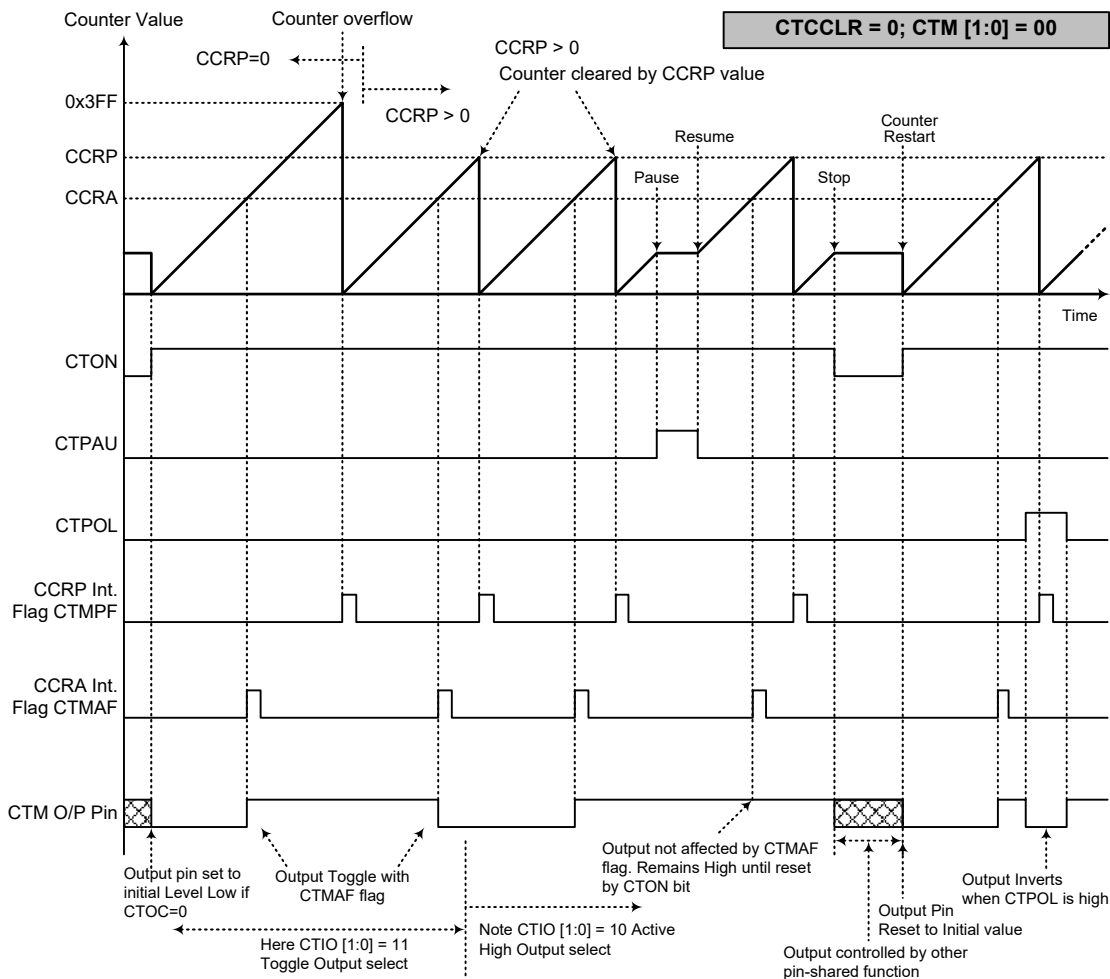 Counter Value
Counter overflow
CTCCLR = 0; CTM [1:0] = 00
CCRP=0
CCRP > 0
CCRP > 0
Counter cleared by CCRP value
0x3FF
CCRP
CCRA
Pause
Resume
Stop
Counter
Restart
Time
CTON
CTPAU
CTPOL
CCRP Int.
Flag CTMPF
CCRA Int.
Flag CTMAF
CTM O/P Pin
Output pin set to
initial Level Low if
CTOC=0
Output Toggle with
CTMAF flag
Here CTIO [1:0] = 11
Toggle Output select
Note CTIO [1:0] = 10 Active
High Output select
Output not affected by CTMAF
flag. Remains High until reset
by CTON bit
Output controlled by other
pin-shared function
Output Pin
Reset to Initial value
Output Inverts
when CTPOL is high